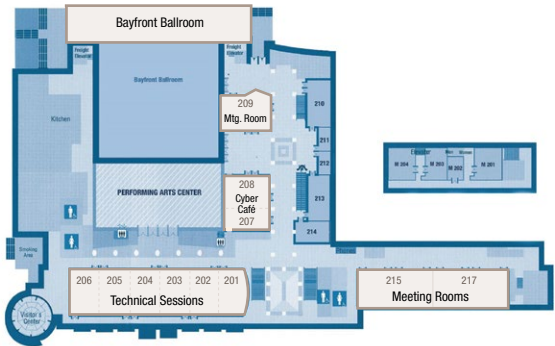 Bayfront Ballroom
Freight
Elevator
Freight
Elevator
Bayfront Ballroom
209
Mtg. Room
210
Kitchen
211
212
Elevator
M 204
M 203
M 202
M 201
PERFORMING ARTS CENTER
208
Cyber
Café
207
213
214
Smoking
Area
206 205 204 203 202 201
Technical Sessions
215 217
Meeting Rooms
Visitor's
Center